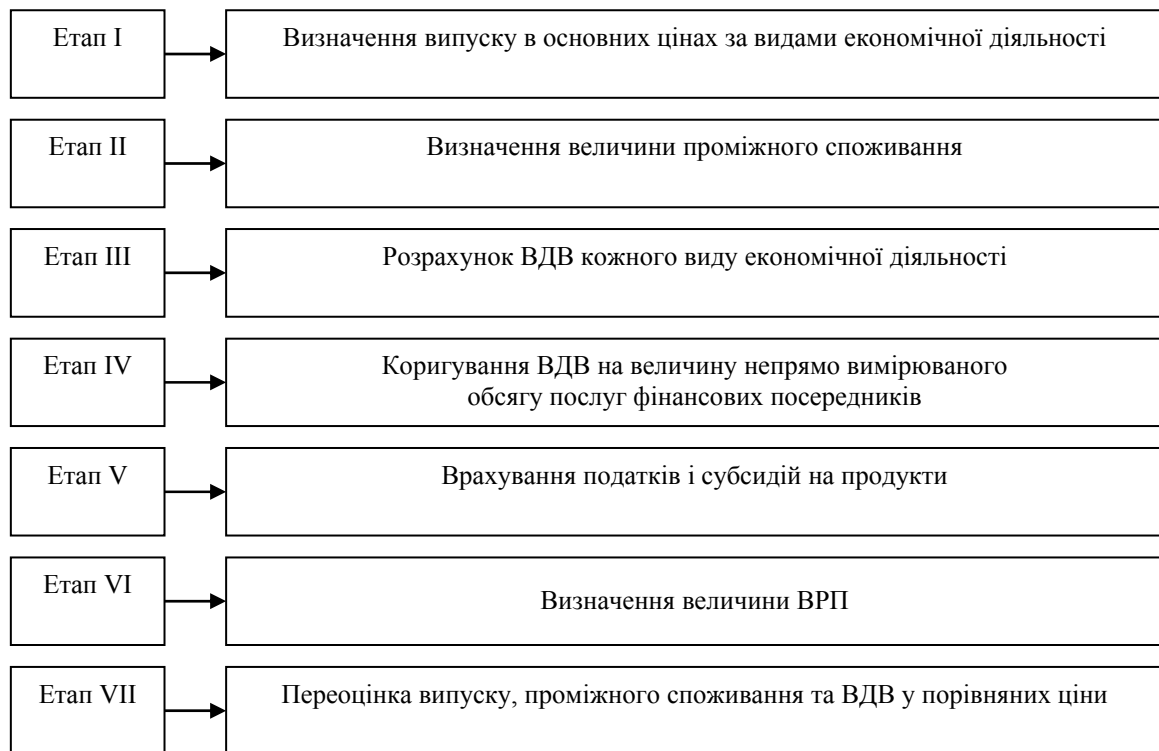 Етап I
Визначення випуску в основних цінах за видами економічної діяльності
Етап II
Визначення величини проміжного споживання
Етап III
Розрахунок ВДВ кожного виду економічної діяльності
Етап IV
Коригування ВДВ на величину непрямо вимірюваного
обсягу послуг фінансових посередників
Етап V
Врахування податків і субсидій на продукти
Етап VI
Визначення величини ВРП
Етап VII
Переоцінка випуску, проміжного споживання та ВДВ у порівняних ціни